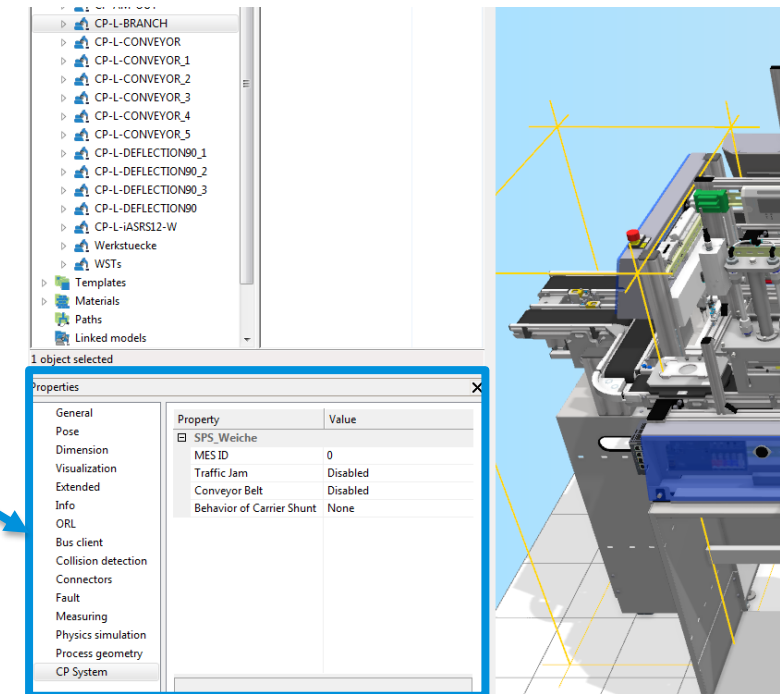 CP-L-BRANCH
CP-L-CONVEYOR
CP-L-CONVEYOR_1
CP-L-CONVEYOR_2
CP-L-CONVEYOR_3
CP-L-CONVEYOR_4
CP-L-CONVEYOR_5
CP-L-DEFLECTION90_1
CP-L-DEFLECTION90_2
CP-L-DEFLECTION90_3
CP-L-DEFLECTION90
CP-L-iASRS12-W
Werkstuecke
WSTs
Templates
Materials
Paths
Linked models
1 object selected
Properties
General
Pose
Dimension
Visualization
Extended
Info
ORL
Bus client
Collision detection
Connectors
Fault
Measuring
Physics simulation
Process geometry
CP System
Property Value
SPS_Weiche
MES ID 0
Traffic Jam Disabled
Conveyor Belt Disabled
Behavior of Carrier Shunt None